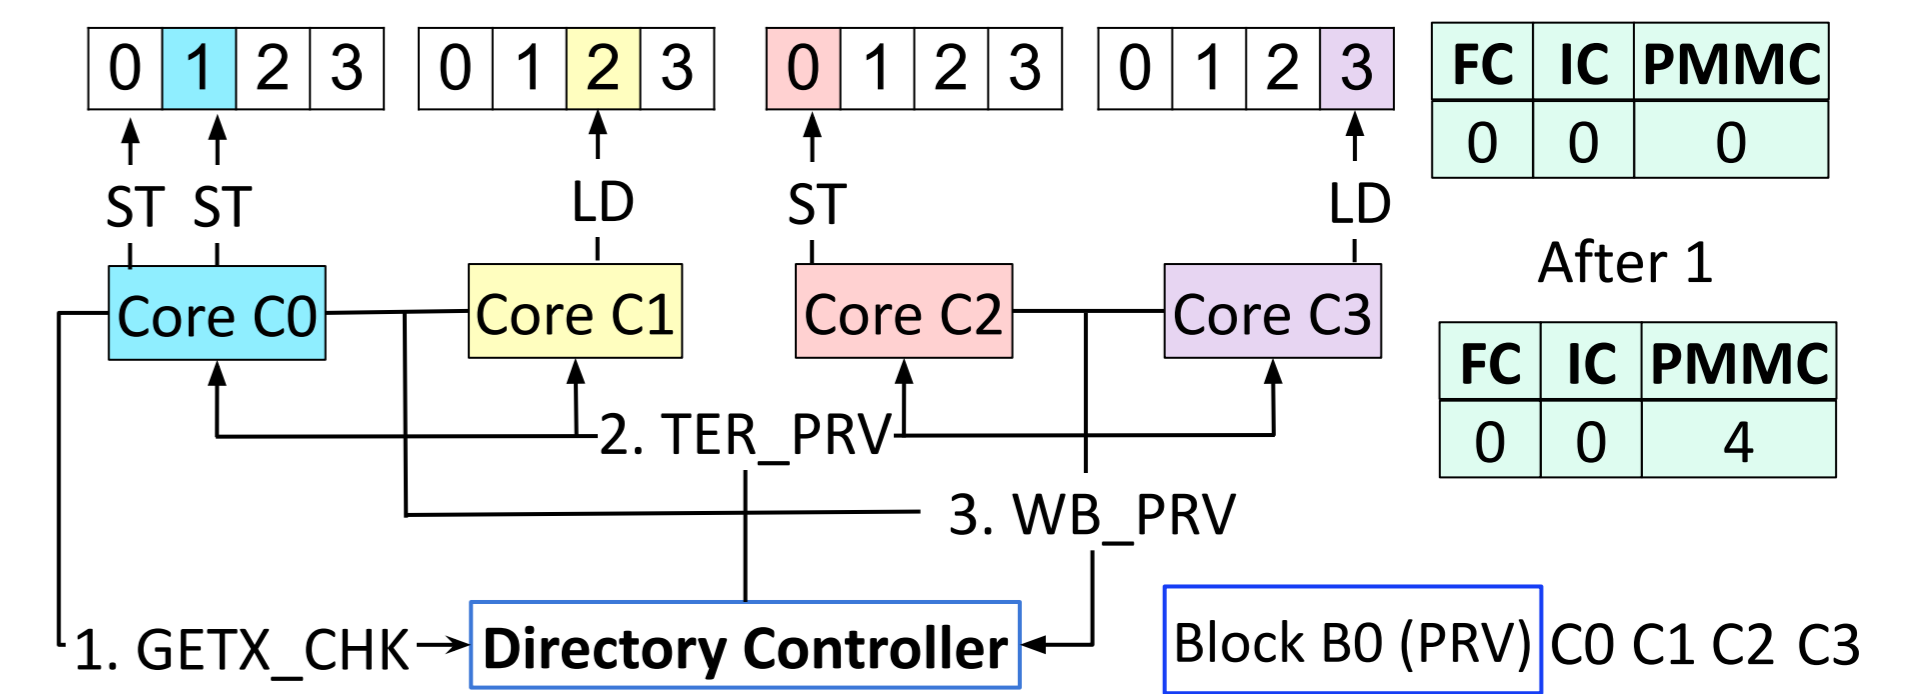 0 1 2 3 0 1 2 3 0 1 2 3 0 1 2 3
FC IC PMMC
0 0 0
ST ST LD ST LD
After 1
Core C0 Core C1 Core C2 Core C3
FC IC PMMC
0 0 4
2. TER_PRV
3. WB_PRV
1. GETX_CHK Directory Controller Block B0 (PRV) C0 C1 C2 C3